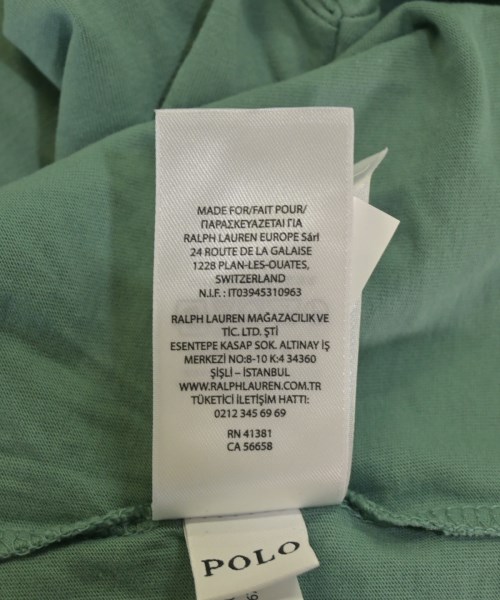 MADE FOR/FAIT POUR/
ΠΑΡΑΣΚΕΥΑΖΕΤΑΙ ΓΙΑ
RALPH LAUREN EUROPE Sárl
24 ROUTE DE LA GALAISE
1228 PLAN-LES-OUATES,
SWITZERLAND
N.I.F. : IT03945310963
RALPH LAUREN MAĞAZACILIK VE
TİC. LTD. ŞTİ
ESENTEPE KASAP SOK. ALTINAY İŞ
MERKEZİ NO:8-10 K:4 34360
ŞİŞLİ – İSTANBUL
WWW.RALPHLAUREN.COM.TR
TÜKETİCİ İLETİŞİM HATTI:
0212 345 69 69
RN 41381
CA 56658
POLO